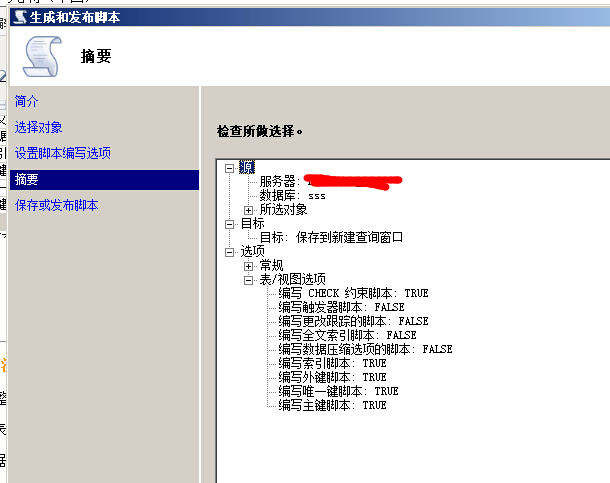 生成和发布脚本
摘要
简介
选择对象
设置脚本编写选项
摘要
保存或发布脚本
检查所做选择。
源
服务器:
数据库: sss
所选对象
目标
目标: 保存到新建查询窗口
选项
常规
表/视图选项
编写 CHECK 约束脚本: TRUE
编写触发器脚本: FALSE
编写更改跟踪的脚本: FALSE
编写全文索引脚本: FALSE
编写数据压缩选项的脚本: FALSE
编写索引脚本: TRUE
编写外键脚本: TRUE
编写唯一键脚本: TRUE
编写主键脚本: TRUE